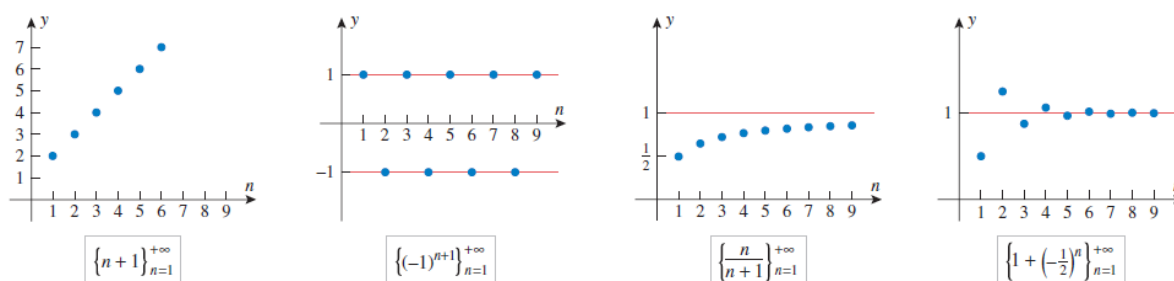 y
7
6
5
4
3
2
1
n
1 2 3 4 5 6 7 8 9
{n + 1}_{n=1}^{+∞}
y
1
n
1 2 3 4 5 6 7 8 9
−1
{(−1)^{n+1}}_{n=1}^{+∞}
y
1
1/2
n
1 2 3 4 5 6 7 8 9
{n/(n + 1)}_{n=1}^{+∞}
y
1
1 2 3 4 5 6 7 8 9
{1 + (−1/2)^n}_{n=1}^{+∞}